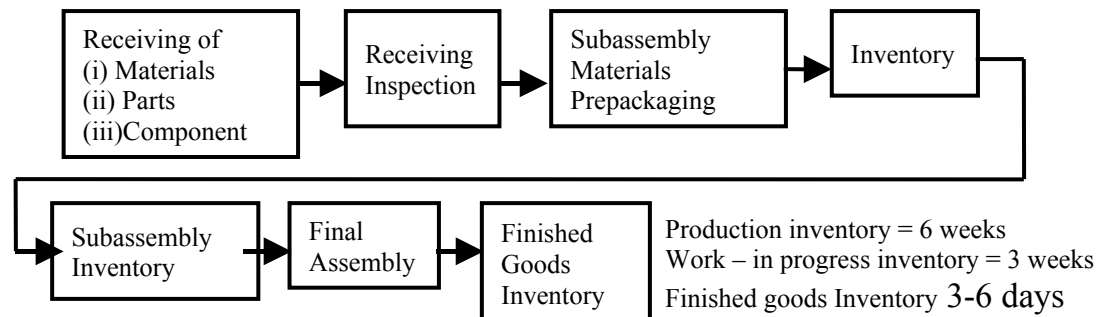 Receiving of
(i) Materials
(ii) Parts
(iii)Component
Receiving
Inspection
Subassembly
Materials
Prepackaging
Inventory
Subassembly
Inventory
Final
Assembly
Finished
Goods
Inventory
Production inventory = 6 weeks
Work – in progress inventory = 3 weeks
Finished goods Inventory 3-6 days